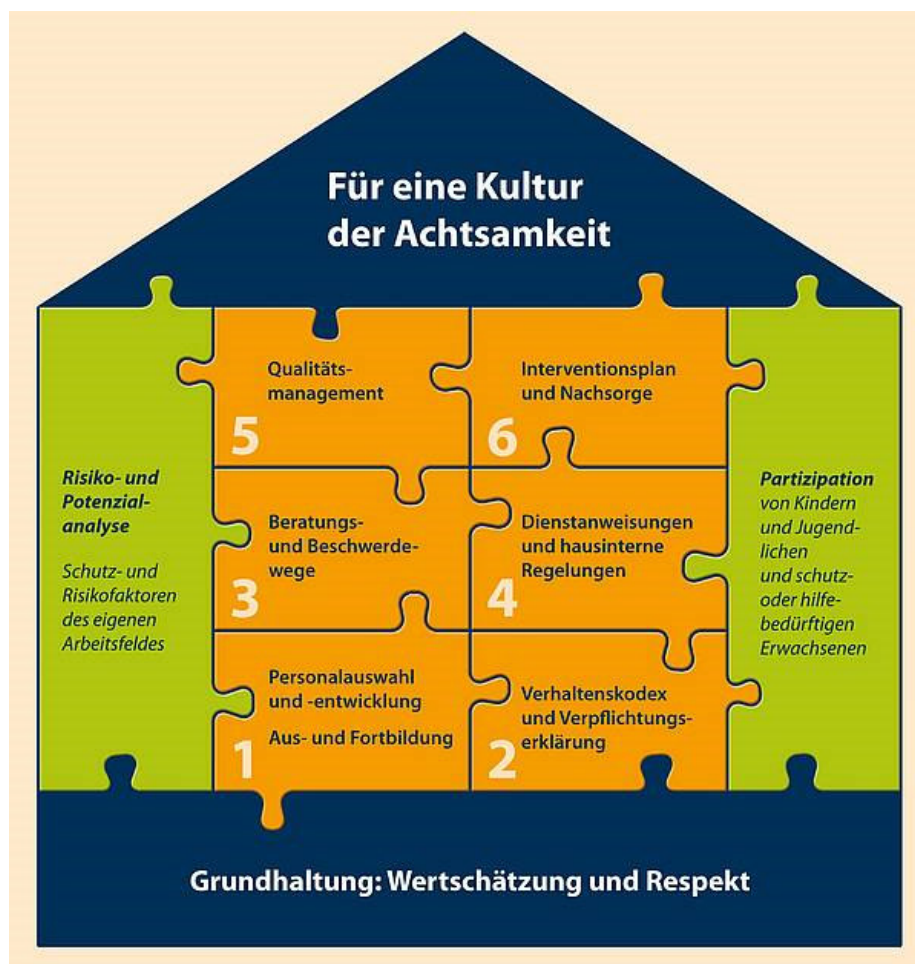 Für eine Kultur
der Achtsamkeit
Risiko- und
Potenzial-
analyse
Schutz- und
Risikofaktoren
des eigenen
Arbeitsfeldes
Qualitäts-
management
5
Interventionsplan
und Nachsorge
6
Beratungs-
und Beschwerde-
wege
3
Dienstanweisungen
und hausinterne
Regelungen
4
Personalauswahl
und -entwicklung
Aus- und Fortbildung
1
Verhaltenskodex
und Verpflichtungs-
erklärung
2
Partizipation
von Kindern
und Jugend-
lichen
und schutz-
oder hilfe-
bedürftigen
Erwachsenen
Grundhaltung: Wertschätzung und Respekt